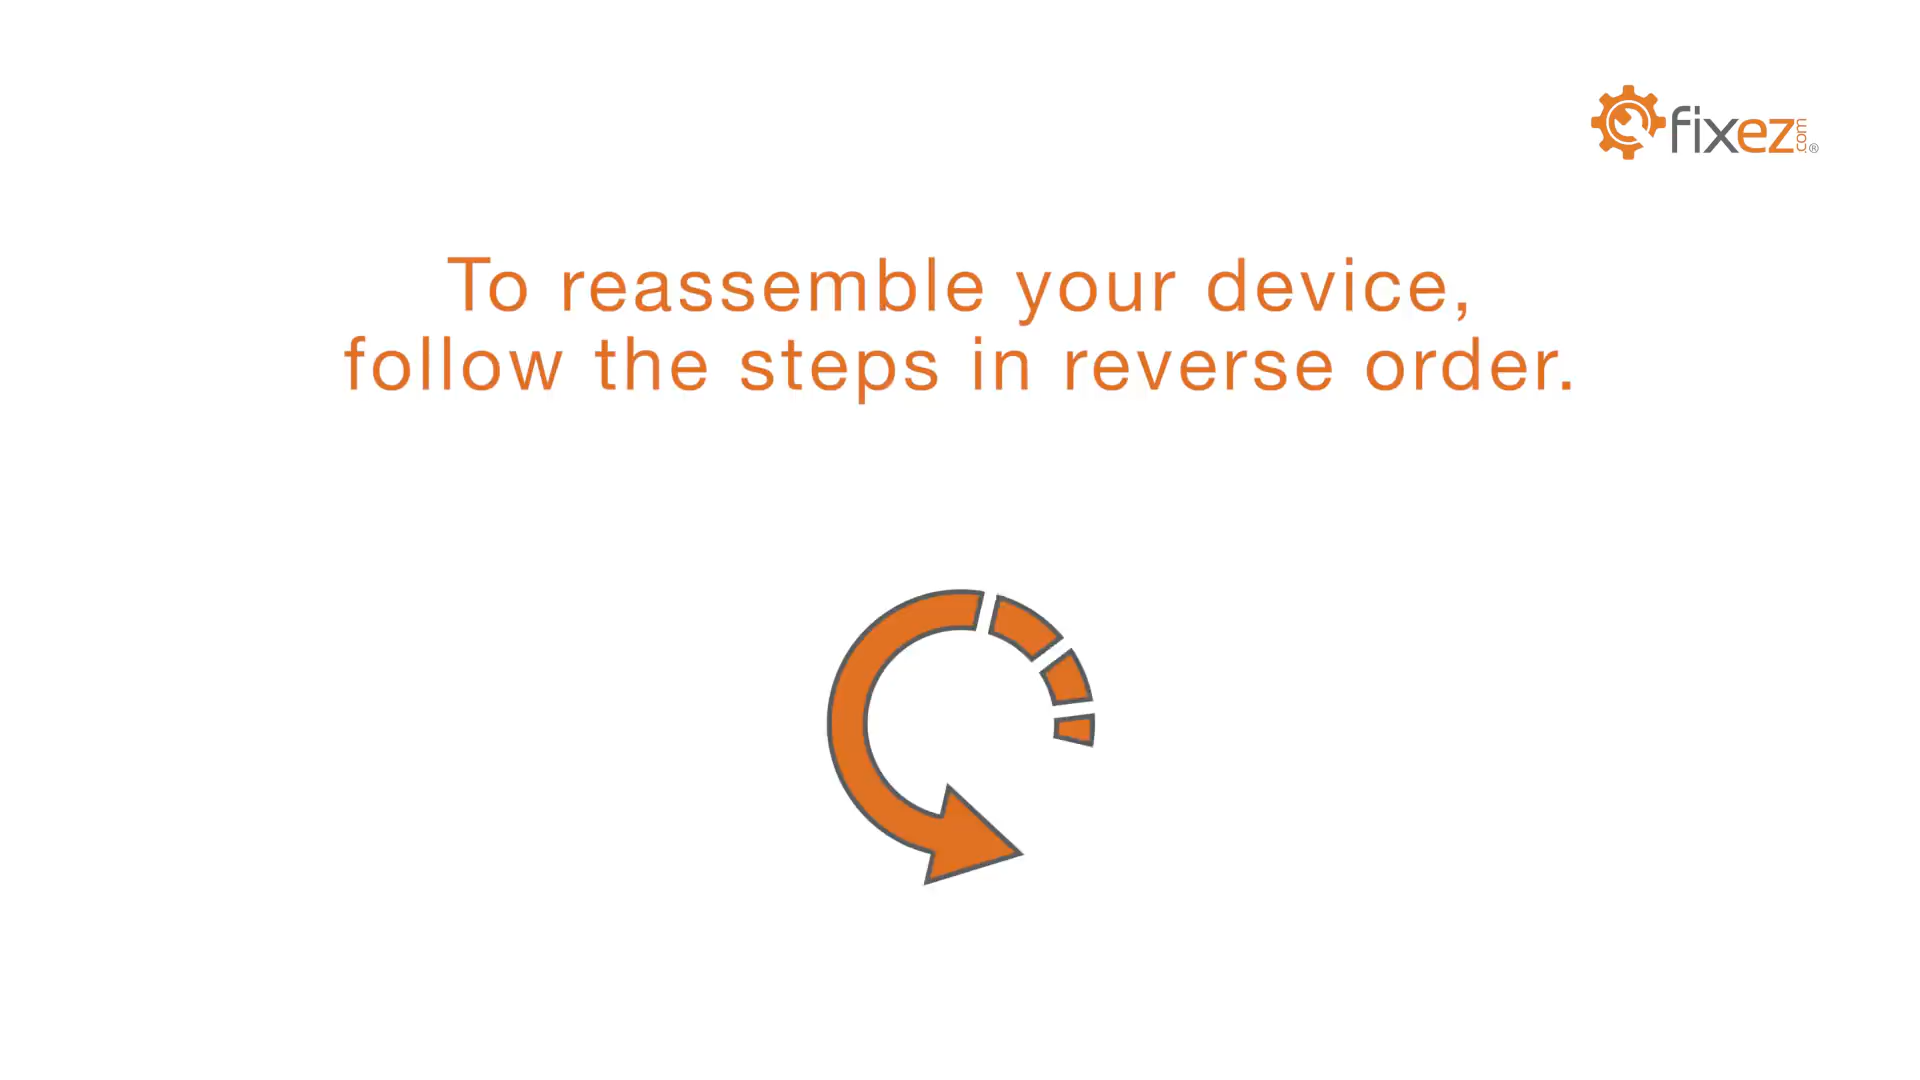 fixez.com®
To reassemble your device,
follow the steps in reverse order.